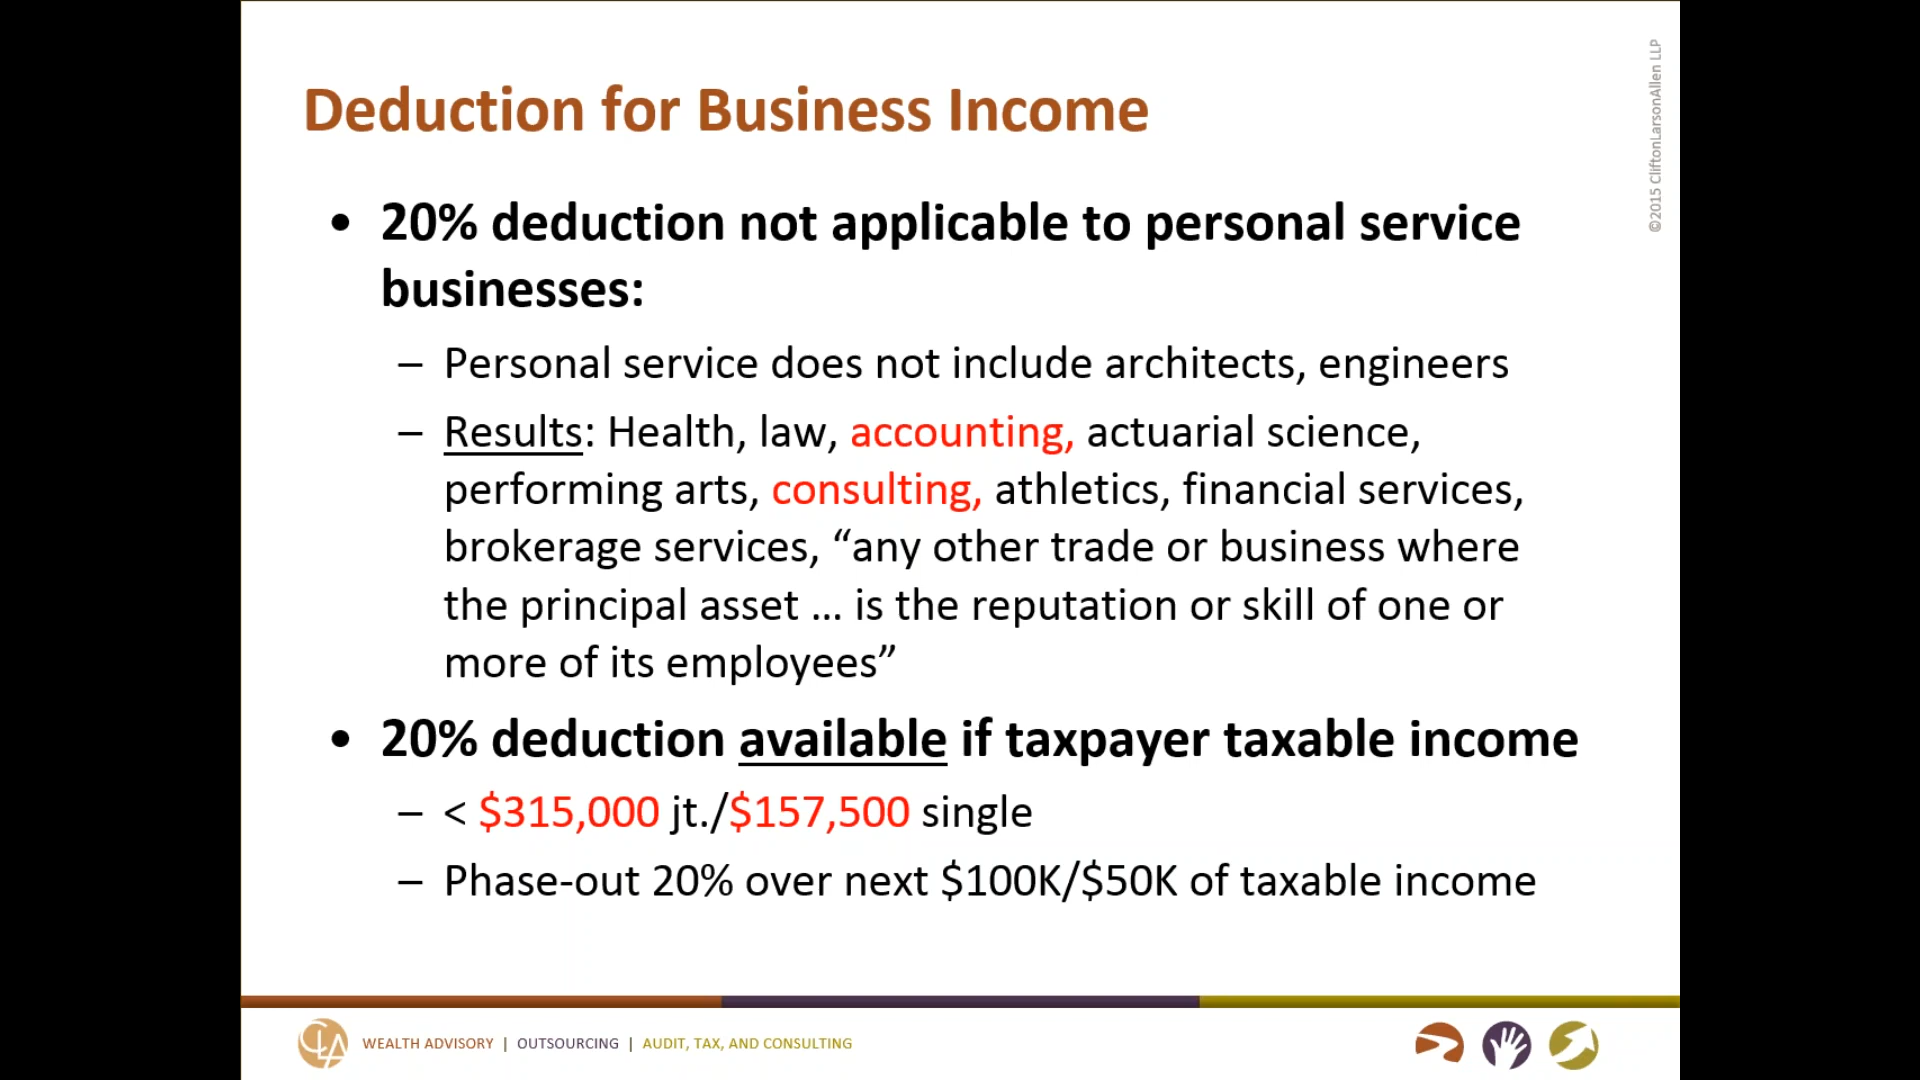 ©2015 CliftonLarsonAllen LLP
Deduction for Business Income
• 20% deduction not applicable to personal service
businesses:
– Personal service does not include architects, engineers
– Results: Health, law, accounting, actuarial science,
performing arts, consulting, athletics, financial services,
brokerage services, “any other trade or business where
the principal asset ... is the reputation or skill of one or
more of its employees”
• 20% deduction available if taxpayer taxable income
– < $315,000 jt./$157,500 single
– Phase-out 20% over next $100K/$50K of taxable income
CLA
WEALTH ADVISORY | OUTSOURCING | AUDIT, TAX, AND CONSULTING